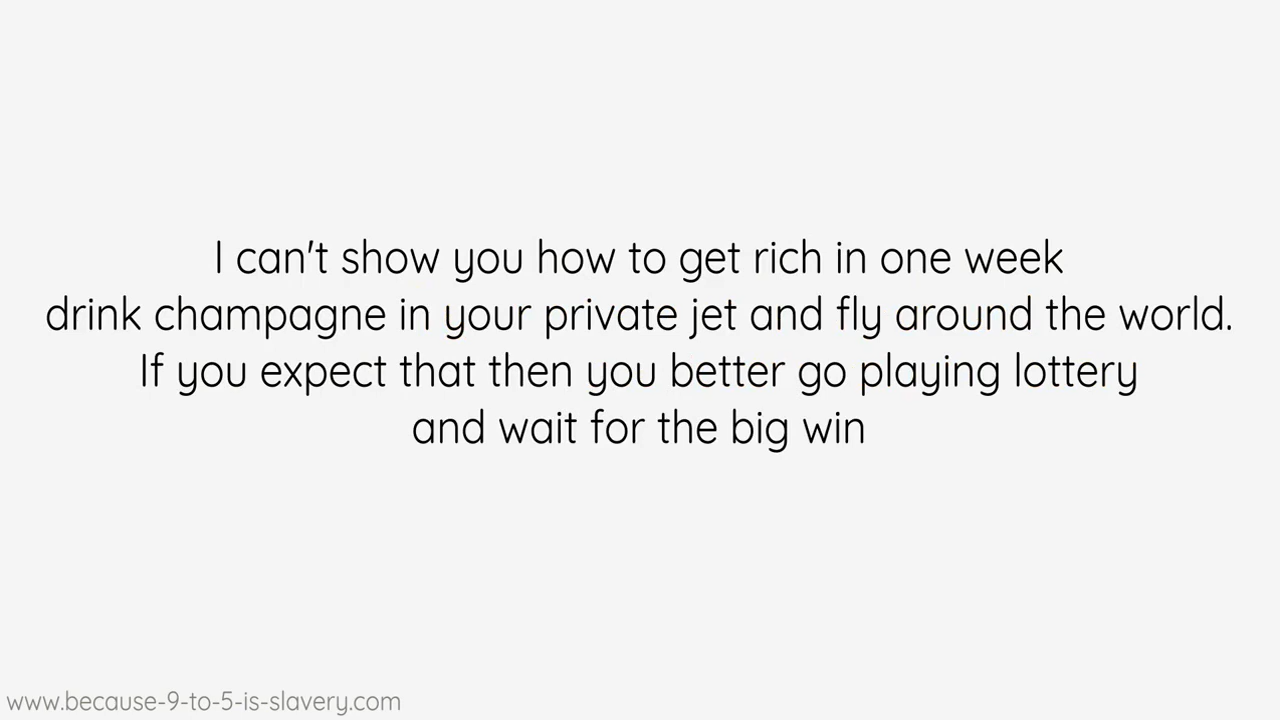 I can't show you how to get rich in one week
drink champagne in your private jet and fly around the world.
If you expect that then you better go playing lottery
and wait for the big win
www.because-9-to-5-is-slavery.com